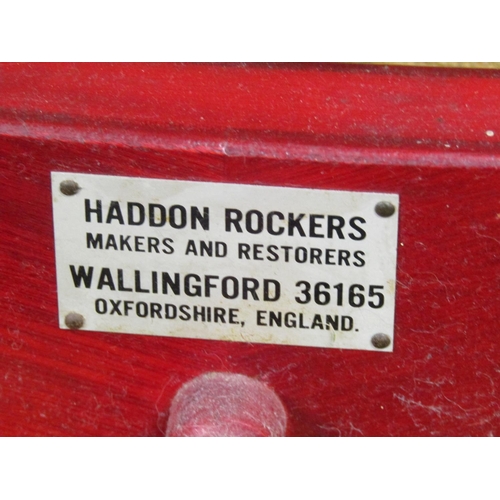 HADDON ROCKERS
MAKERS AND RESTORERS
WALLINGFORD 36165
OXFORDSHIRE, ENGLAND.